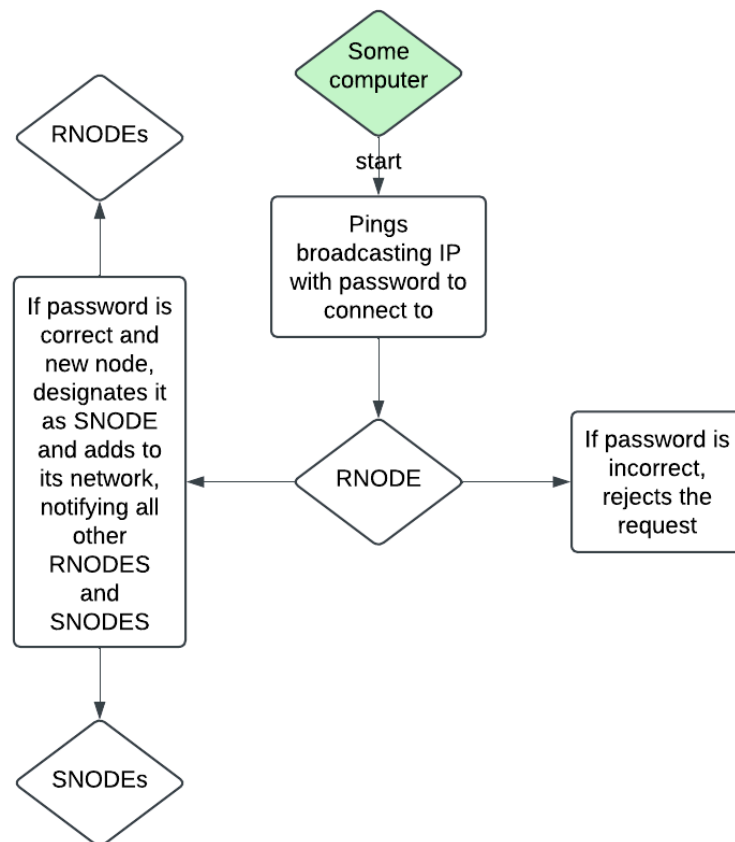 Some
computer
RNODEs
start
Pings
broadcasting IP
with password to
connect to
If password is
correct and
new node,
designates it
as SNODE
and adds to
its network,
notifying all
other
RNODES
and
SNODES
RNODE
If password is
incorrect,
rejects the
request
SNODEs